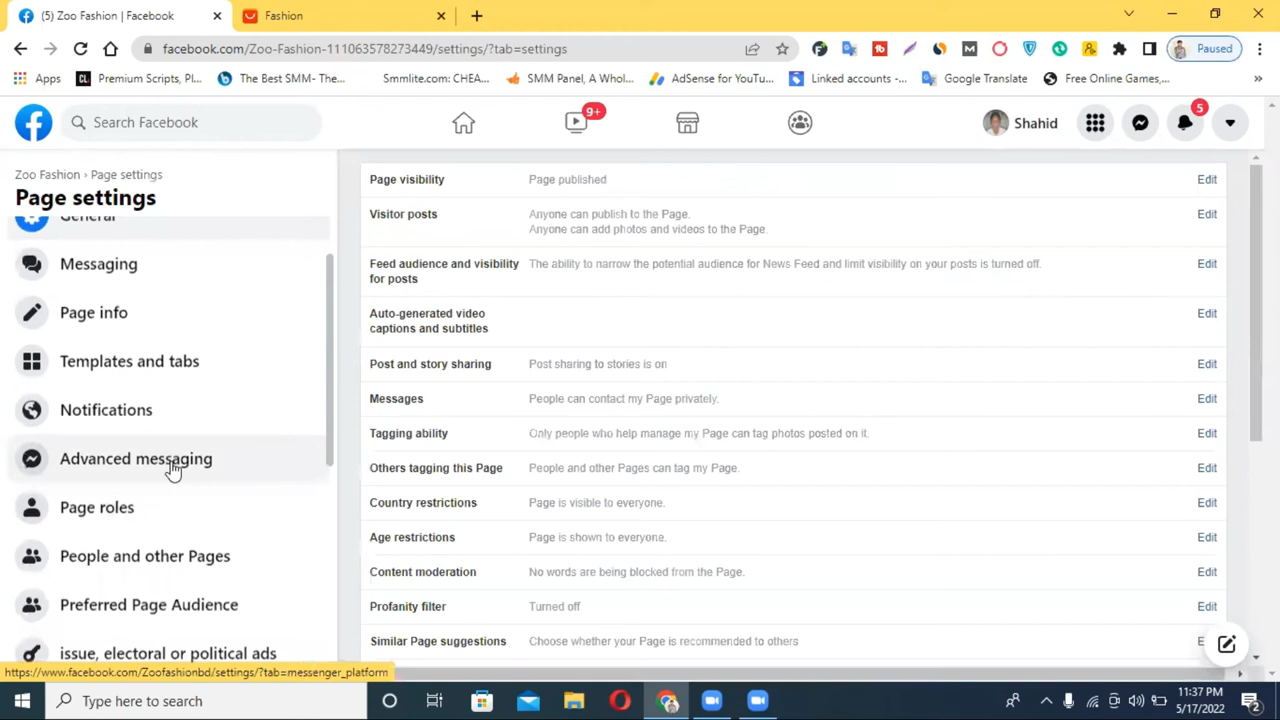 (5) Zoo Fashion | Facebook
Fashion
facebook.com/Zoo-Fashion-111063578273449/settings/?tab=settings
Paused
Apps
Premium Scripts, Pl...
The Best SMM- The...
Smmlite.com: CHEA...
SMM Panel, A Whol...
AdSense for YouTu...
Linked accounts -...
Google Translate
Free Online Games,...
Search Facebook
9+
Shahid
5
Zoo Fashion › Page settings
Page settings
General
Messaging
Page info
Templates and tabs
Notifications
Advanced messaging
Page roles
People and other Pages
Preferred Page Audience
issue, electoral or political ads
Page visibility Page published Edit
Visitor posts Anyone can publish to the Page. Edit
Anyone can add photos and videos to the Page.
Feed audience and visibility The ability to narrow the potential audience for News Feed and limit visibility on your posts is turned off. Edit
for posts
Auto-generated video Edit
captions and subtitles
Post and story sharing Post sharing to stories is on Edit
Messages People can contact my Page privately. Edit
Tagging ability Only people who help manage my Page can tag photos posted on it. Edit
Others tagging this Page People and other Pages can tag my Page. Edit
Country restrictions Page is visible to everyone. Edit
Age restrictions Page is shown to everyone. Edit
Content moderation No words are being blocked from the Page. Edit
Profanity filter Turned off Edit
Similar Page suggestions Choose whether your Page is recommended to others
https://www.facebook.com/Zoofashionbd/settings/?tab=messenger_platform
Type here to search
11:37 PM
5/17/2022
2